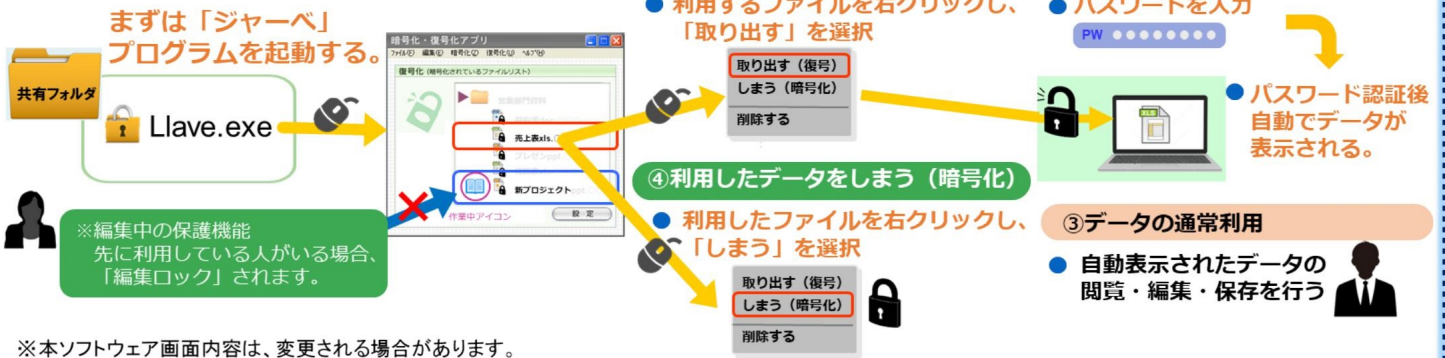 まずは「ジャーベ」
プログラムを起動する。
共有フォルダ
Llave.exe
※編集中の保護機能
先に利用している人がいる場合、
「編集ロック」されます。
暗号化・復号化アプリ
ファイル(F) 編集(E) 暗号化(Z) 復号化(U) ヘルプ(H)
復号化 (暗号化されているファイルリスト)
売上表xls.
プレゼンppt.
新プロジェクト
作業中アイコン
設 定
● 利用するファイルを右クリックし、
「取り出す」を選択
取り出す（復号）
しまう（暗号化）
削除する
④利用したデータをしまう（暗号化）
● 利用したファイルを右クリックし、
「しまう」を選択
取り出す（復号）
しまう（暗号化）
削除する
● パスワードを入力
PW ●●●●●●●●
XLS
● パスワード認証後
自動でデータが
表示される。
③データの通常利用
● 自動表示されたデータの
閲覧・編集・保存を行う
※本ソフトウェア画面内容は、変更される場合があります。